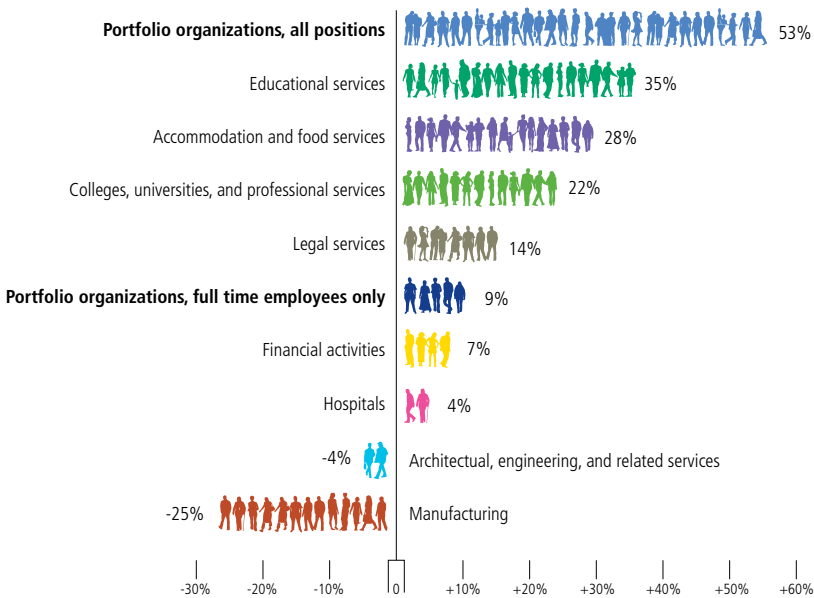 Portfolio organizations, all positions 53%
Educational services 35%
Accommodation and food services 28%
Colleges, universities, and professional services 22%
Legal services 14%
Portfolio organizations, full time employees only 9%
Financial activities 7%
Hospitals 4%
-4% Architectual, engineering, and related services
-25% Manufacturing
-30% -20% -10% 0 +10% +20% +30% +40% +50% +60%